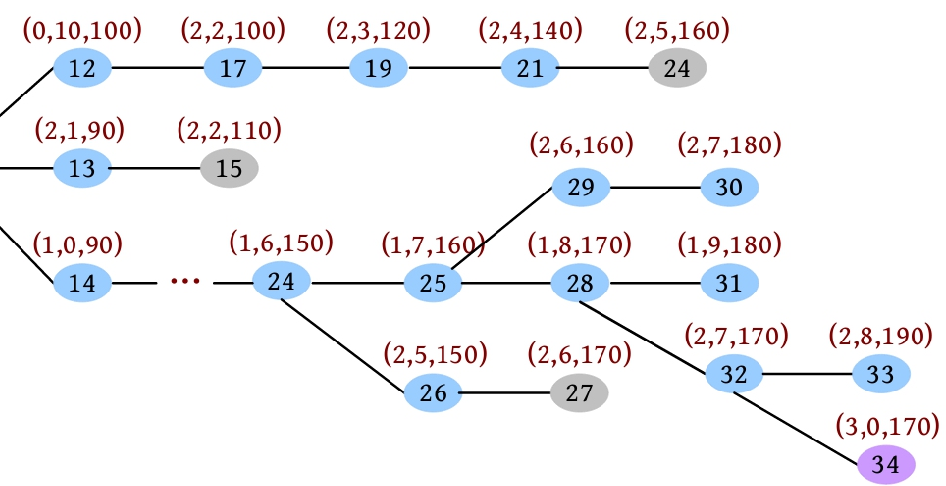 (0,10,100) (2,2,100) (2,3,120) (2,4,140) (2,5,160)
12 17 19 21 24
(2,1,90) (2,2,110)
13 15
(2,6,160) (2,7,180)
29 30
(1,0,90) (1,6,150) (1,7,160) (1,8,170) (1,9,180)
14 ... 24 25 28 31
(2,5,150) (2,6,170)
26 27
(2,7,170) (2,8,190)
32 33
(3,0,170)
34